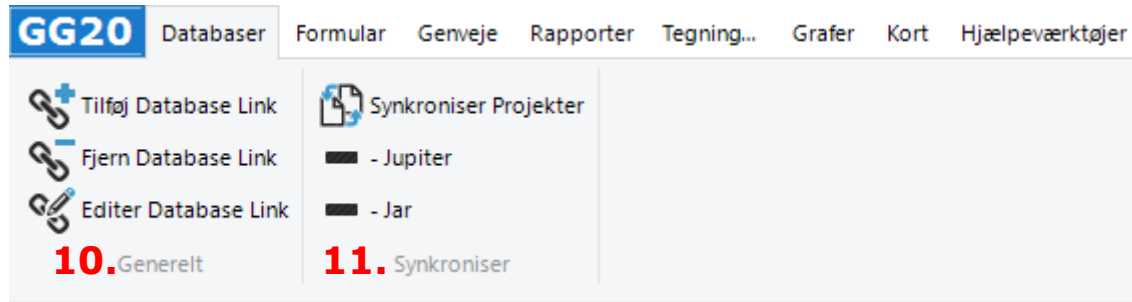 GG20 Databaser Formular Genveje Rapporter Tegning... Grafer Kort Hjælpeværktøjer
Tilføj Database Link
Fjern Database Link
Editer Database Link
10. Generelt
Synkroniser Projekter
- Jupiter
- Jar
11. Synkroniser